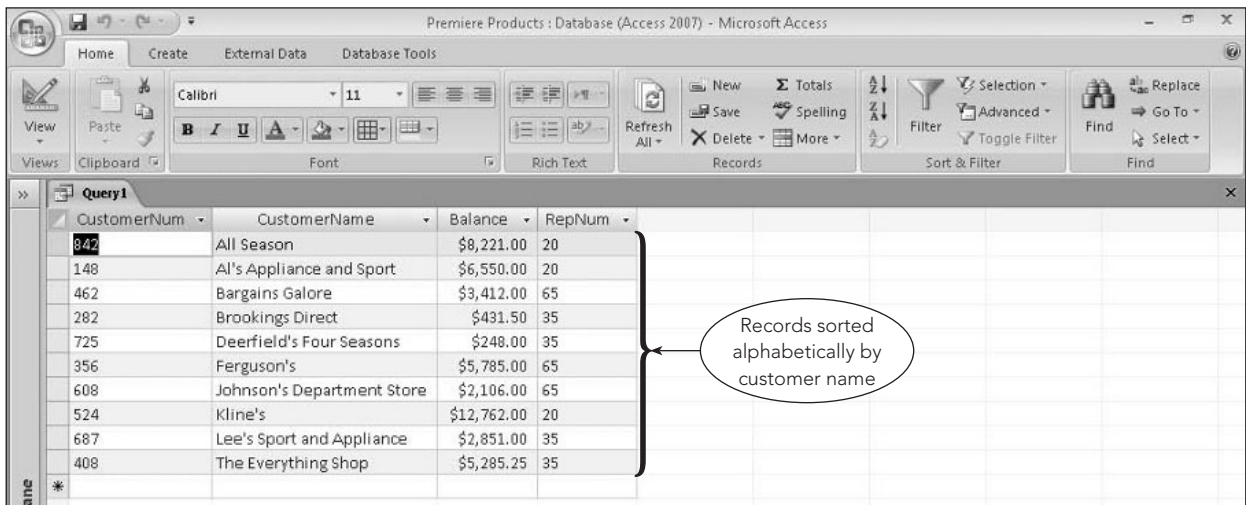 Premiere Products : Database (Access 2007) - Microsoft Access
Home Create External Data Database Tools
View
Views
Paste
Clipboard
Calibri 11
B I U A
Font
Rich Text
Refresh All
New
Save
Delete
Σ Totals
Spelling
More
Records
Filter
Selection
Advanced
Toggle Filter
Sort & Filter
Find
Replace
Go To
Select
Find
Query1
CustomerNum CustomerName Balance RepNum
842 All Season $8,221.00 20
148 Al's Appliance and Sport $6,550.00 20
462 Bargains Galore $3,412.00 65
282 Brookings Direct $431.50 35
725 Deerfield's Four Seasons $248.00 35
356 Ferguson's $5,785.00 65
608 Johnson's Department Store $2,106.00 65
524 Kline's $12,762.00 20
687 Lee's Sport and Appliance $2,851.00 35
408 The Everything Shop $5,285.25 35
Records sorted
alphabetically by
customer name